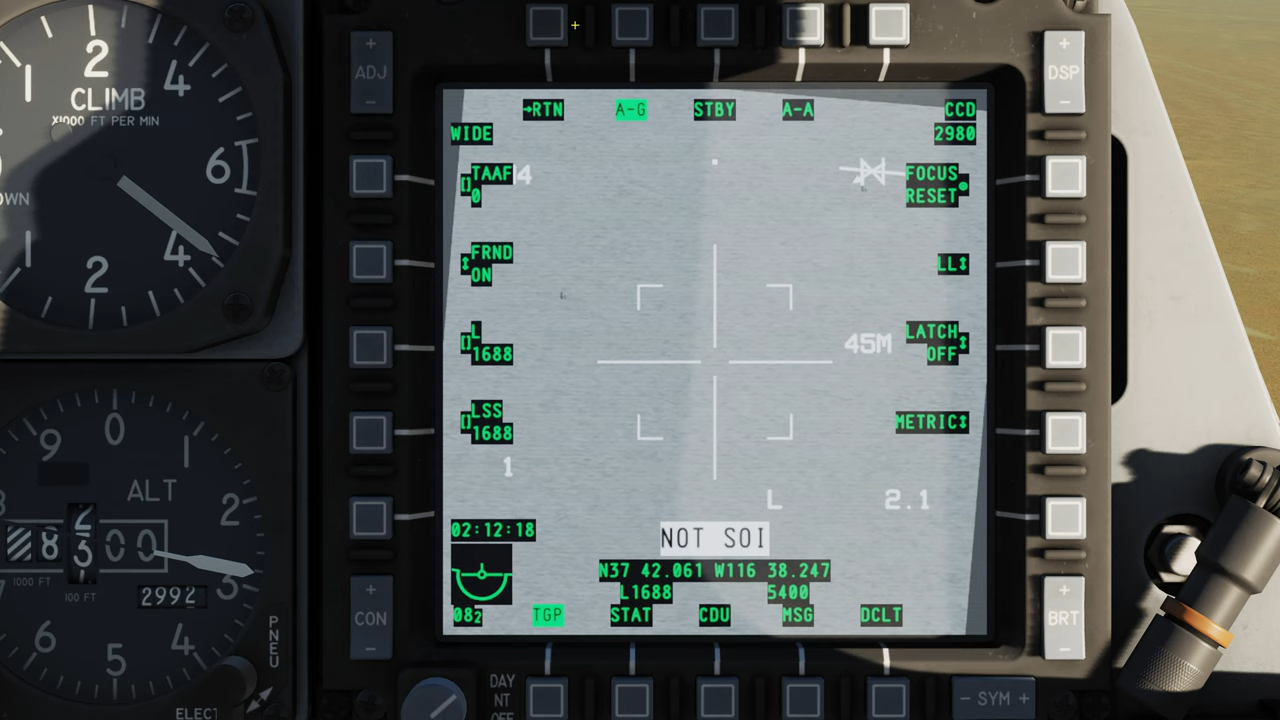 2
4
6
4
2
CLIMB
X1000 FT PER MIN
OWN
ADJ
DSP
→RTN A-G STBY A-A CCD
WIDE 2980
TAAF 4 FOCUS
0 RESET
FRND LL
ON
L 45M LATCH
1688 OFF
LSS METRIC
1688
1
L 2.1
02:12:18 NOT SOI
N37 42.061 W116 38.247
L1688 5400
082 TGP STAT CDU MSG DCLT
CON
BRT
0
9 1
ALT
2
8 00
3
1000 FT
100 FT
2992
6 4
5
PNEU
ELECT
DAY
NT
OFF
- SYM +